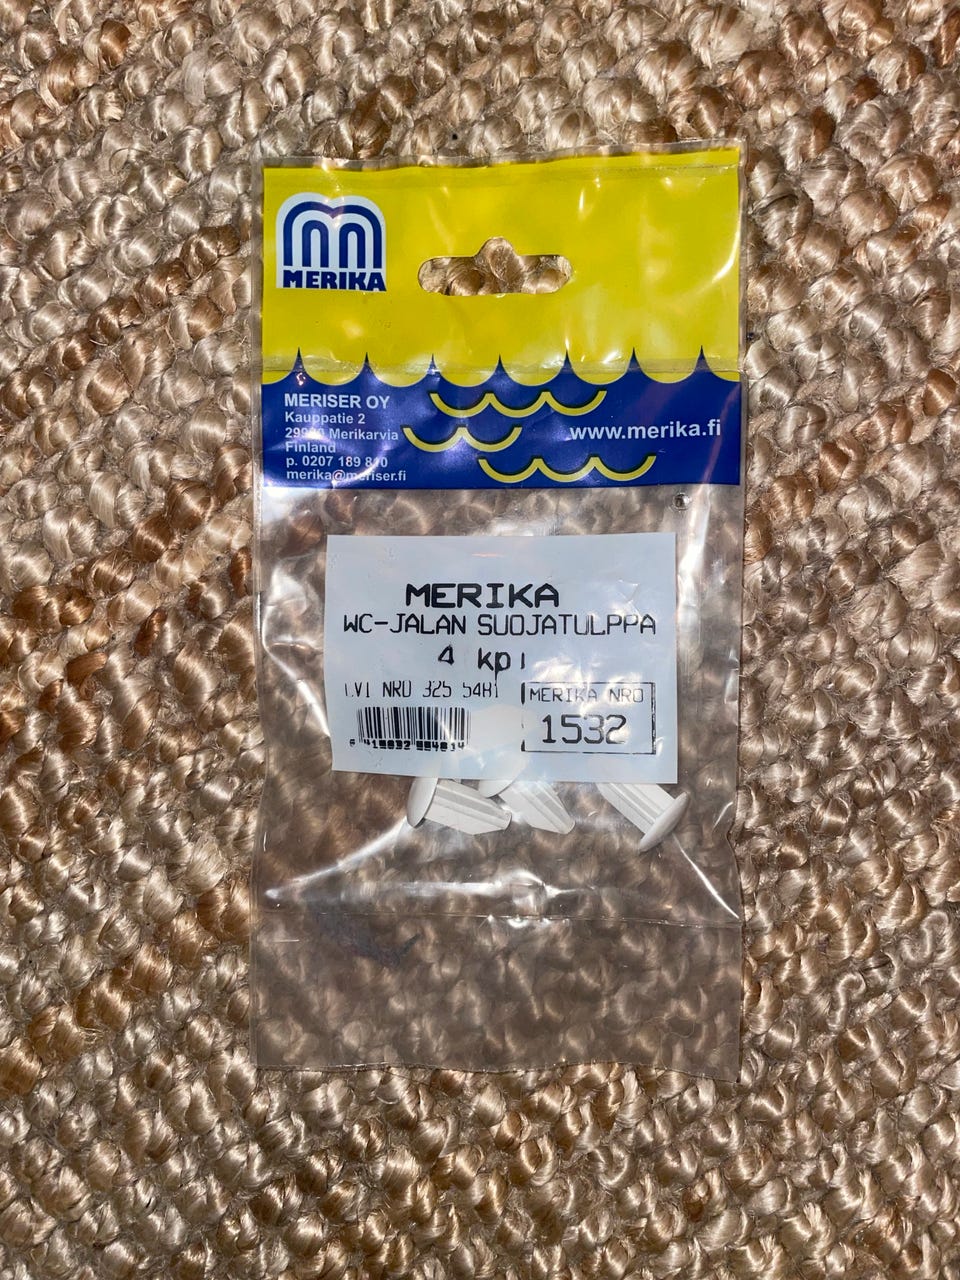 MERIKA
MERISER OY
Kauppatie 2
Merikarvia
Finland
p. 0207 189 810
merika@meriser.fi
www.merika.fi
MERIKA
WC-JALAN SUOJATULPPA
4 kpl
LVI NRO 325 5481
MERIKA NRO
1532